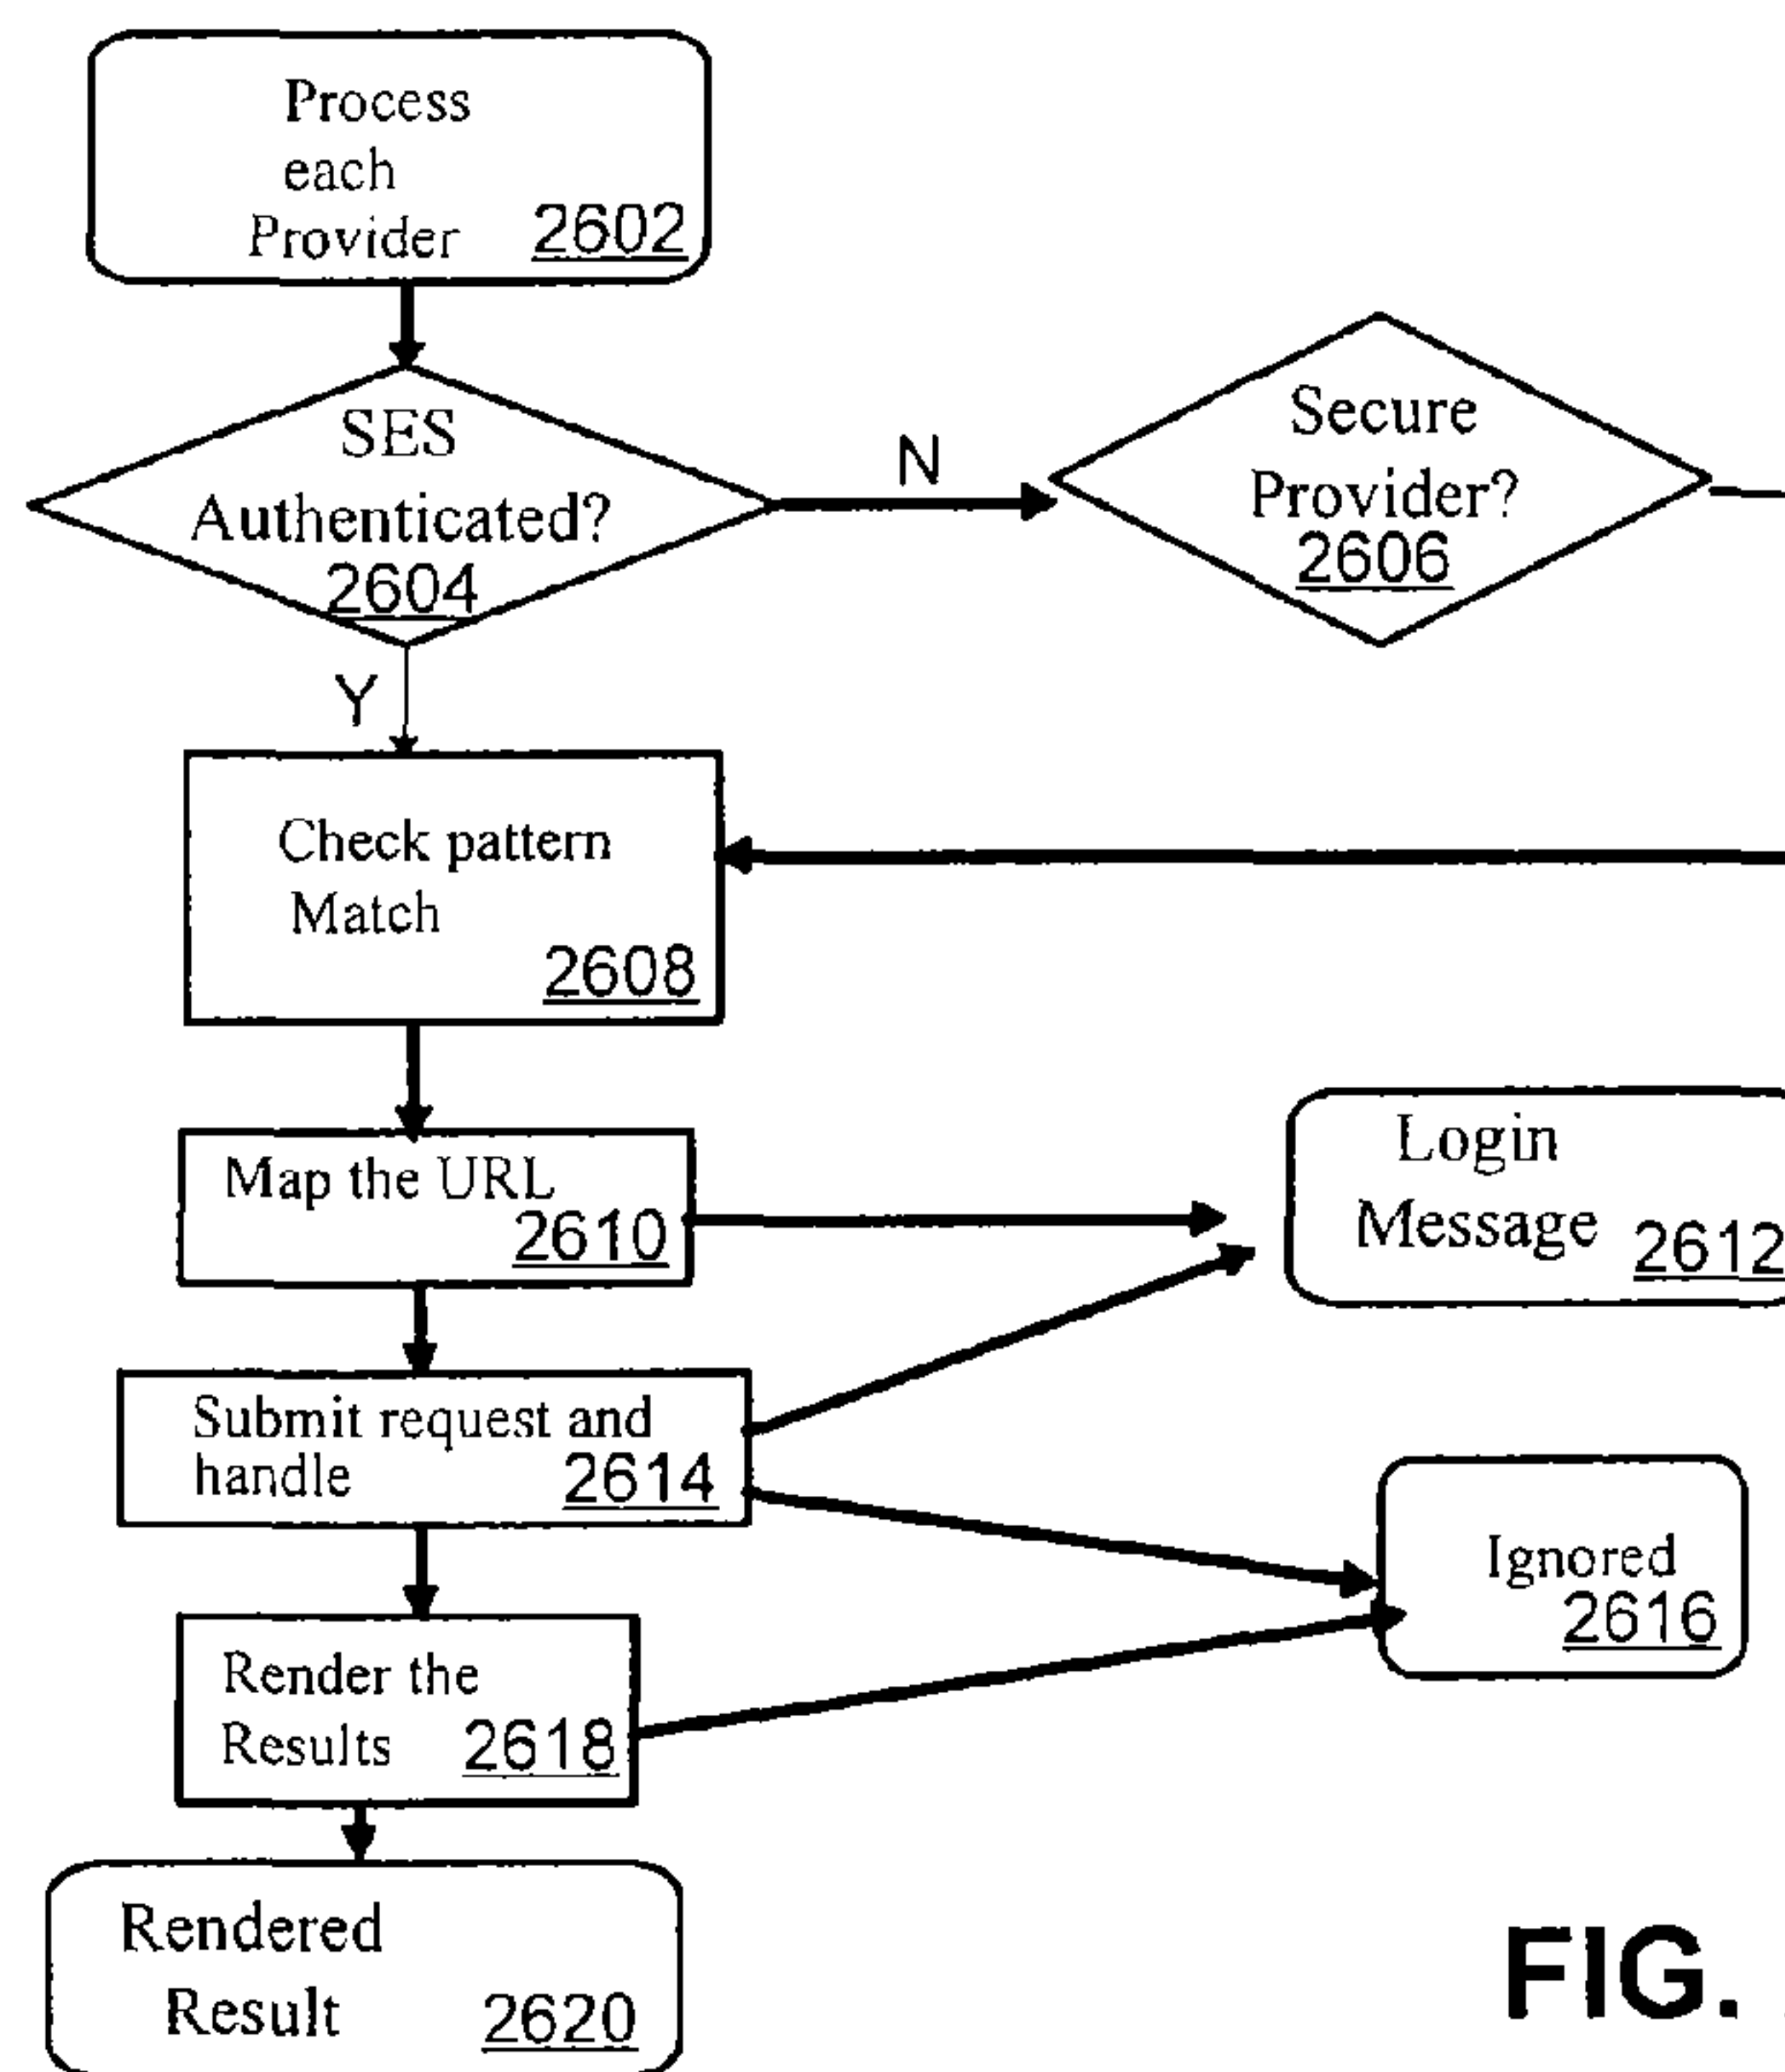 Process
each
Provider 2602
SES
Authenticated?
2604
N
Secure
Provider?
2606
Y
Check pattern
Match
2608
Map the URL
2610
Login
Message 2612
Submit request and
handle 2614
Ignored
2616
Render the
Results 2618
Rendered
Result 2620
FIG.